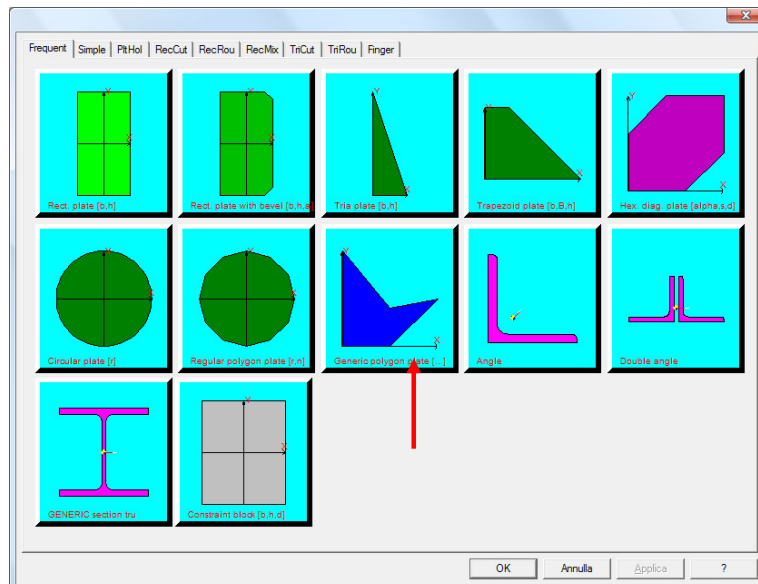 Frequent Simple PltHol RecCut RecRou RecMix TriCut TriRou Finger
Y X Y X Y X Y X Y X
Rect. plate [b,h] Rect. plate with bevel [b,h,a] Tria plate [b,h] Trapezoid plate [b,B,h] Hex. diag. plate [alpha,s,d]
Y X Y X Y X
Circular plate [r] Regular polygon plate [r,n] Generic polygon plate [...] Angle Double angle
Y X
GENERIC section tru Constraint block [b,h,d]
OK Annulla Applica ?